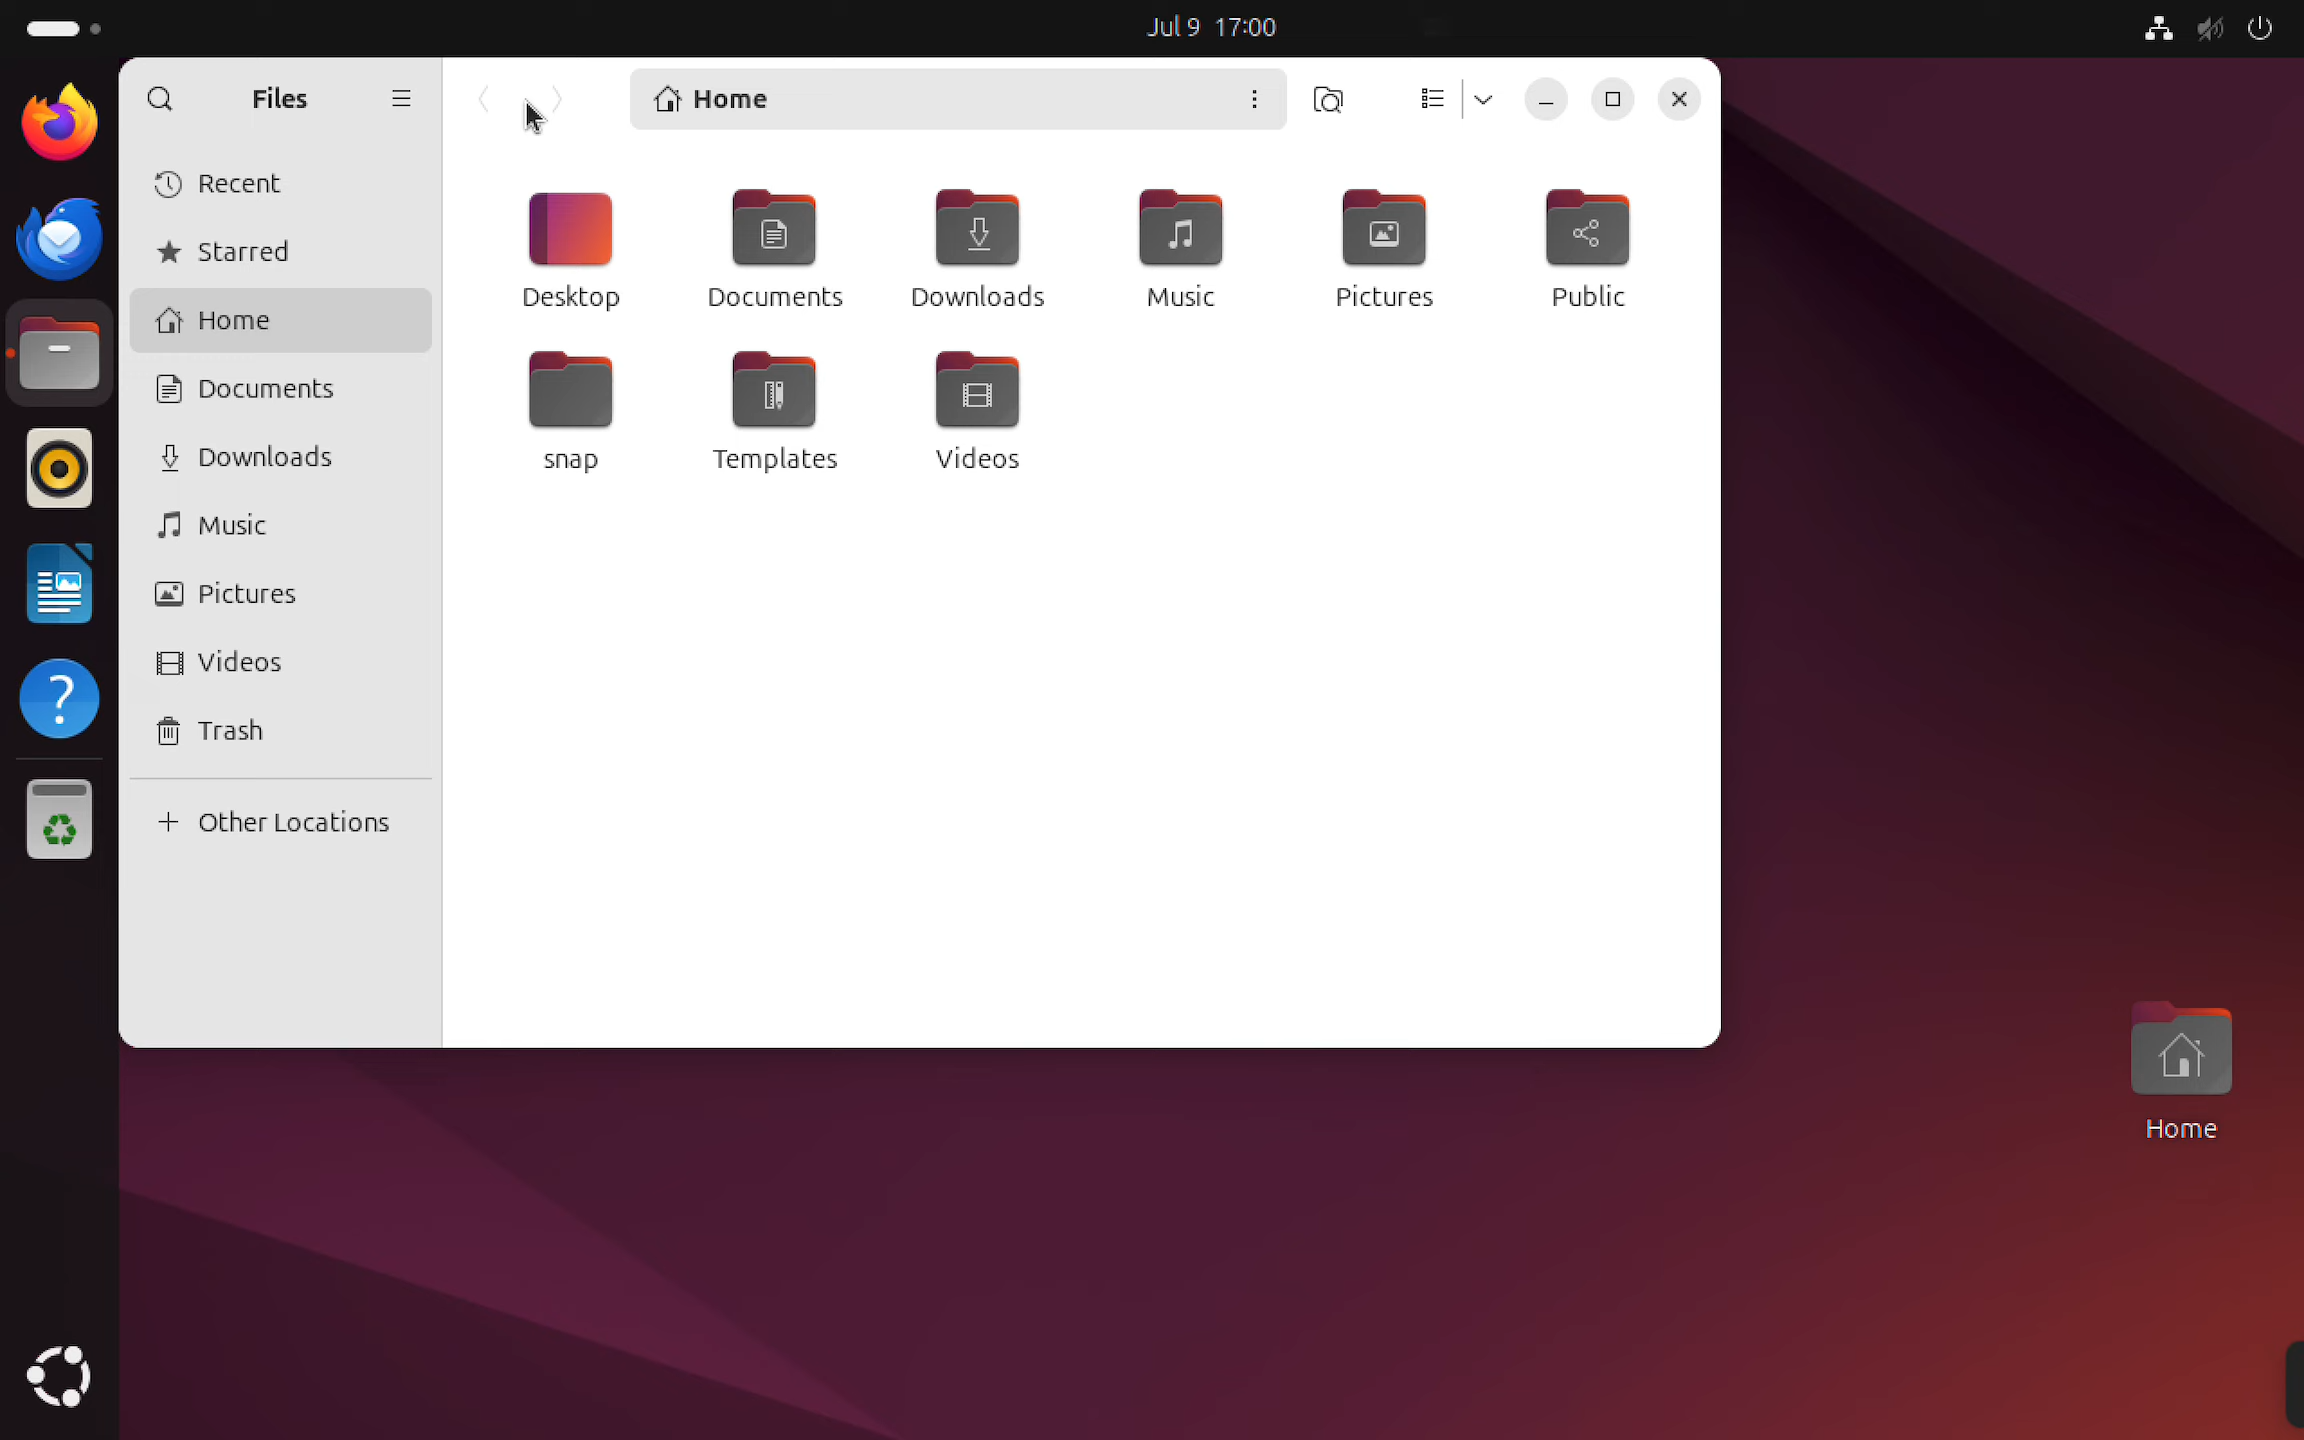 Jul 9 17:00
Files
Home
Recent
Starred
Home
Documents
Downloads
Music
Pictures
Videos
Trash
Other Locations
Desktop
Documents
Downloads
Music
Pictures
Public
snap
Templates
Videos
Home